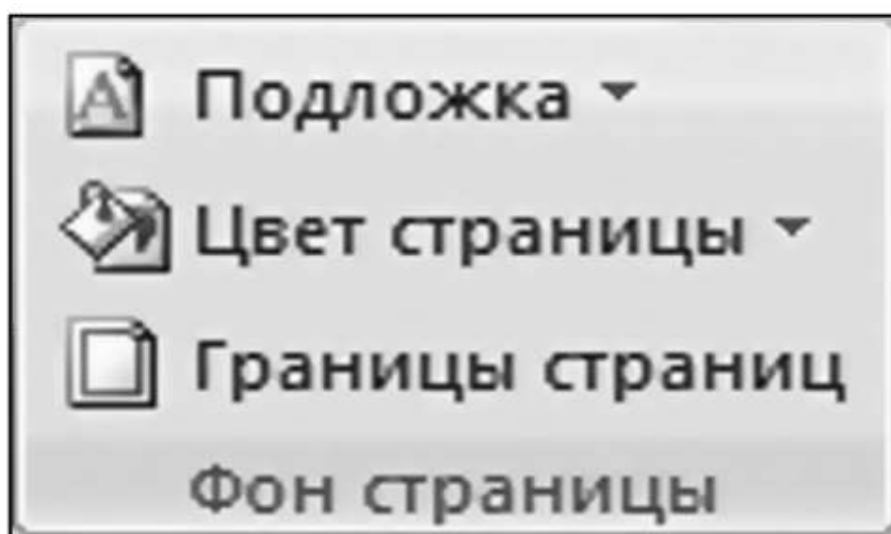 Подложка
Цвет страницы
Границы страниц
Фон страницы